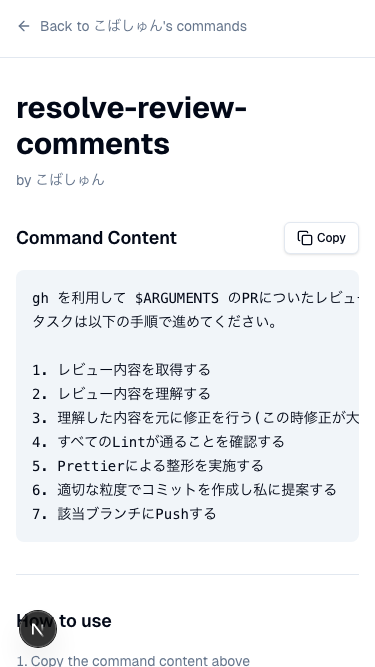 Back to こばしゅん's commands
resolve-review-
comments
by こばしゅん
Command Content
Copy
gh を利用して $ARGUMENTS のPRについたレビュー
タスクは以下の手順で進めてください。
1. レビュー内容を取得する
2. レビュー内容を理解する
3. 理解した内容を元に修正を行う(この時修正が大
4. すべてのLintが通ることを確認する
5. Prettierによる整形を実施する
6. 適切な粒度でコミットを作成し私に提案する
7. 該当ブランチにPushする
How to use
N
1. Copy the command content above